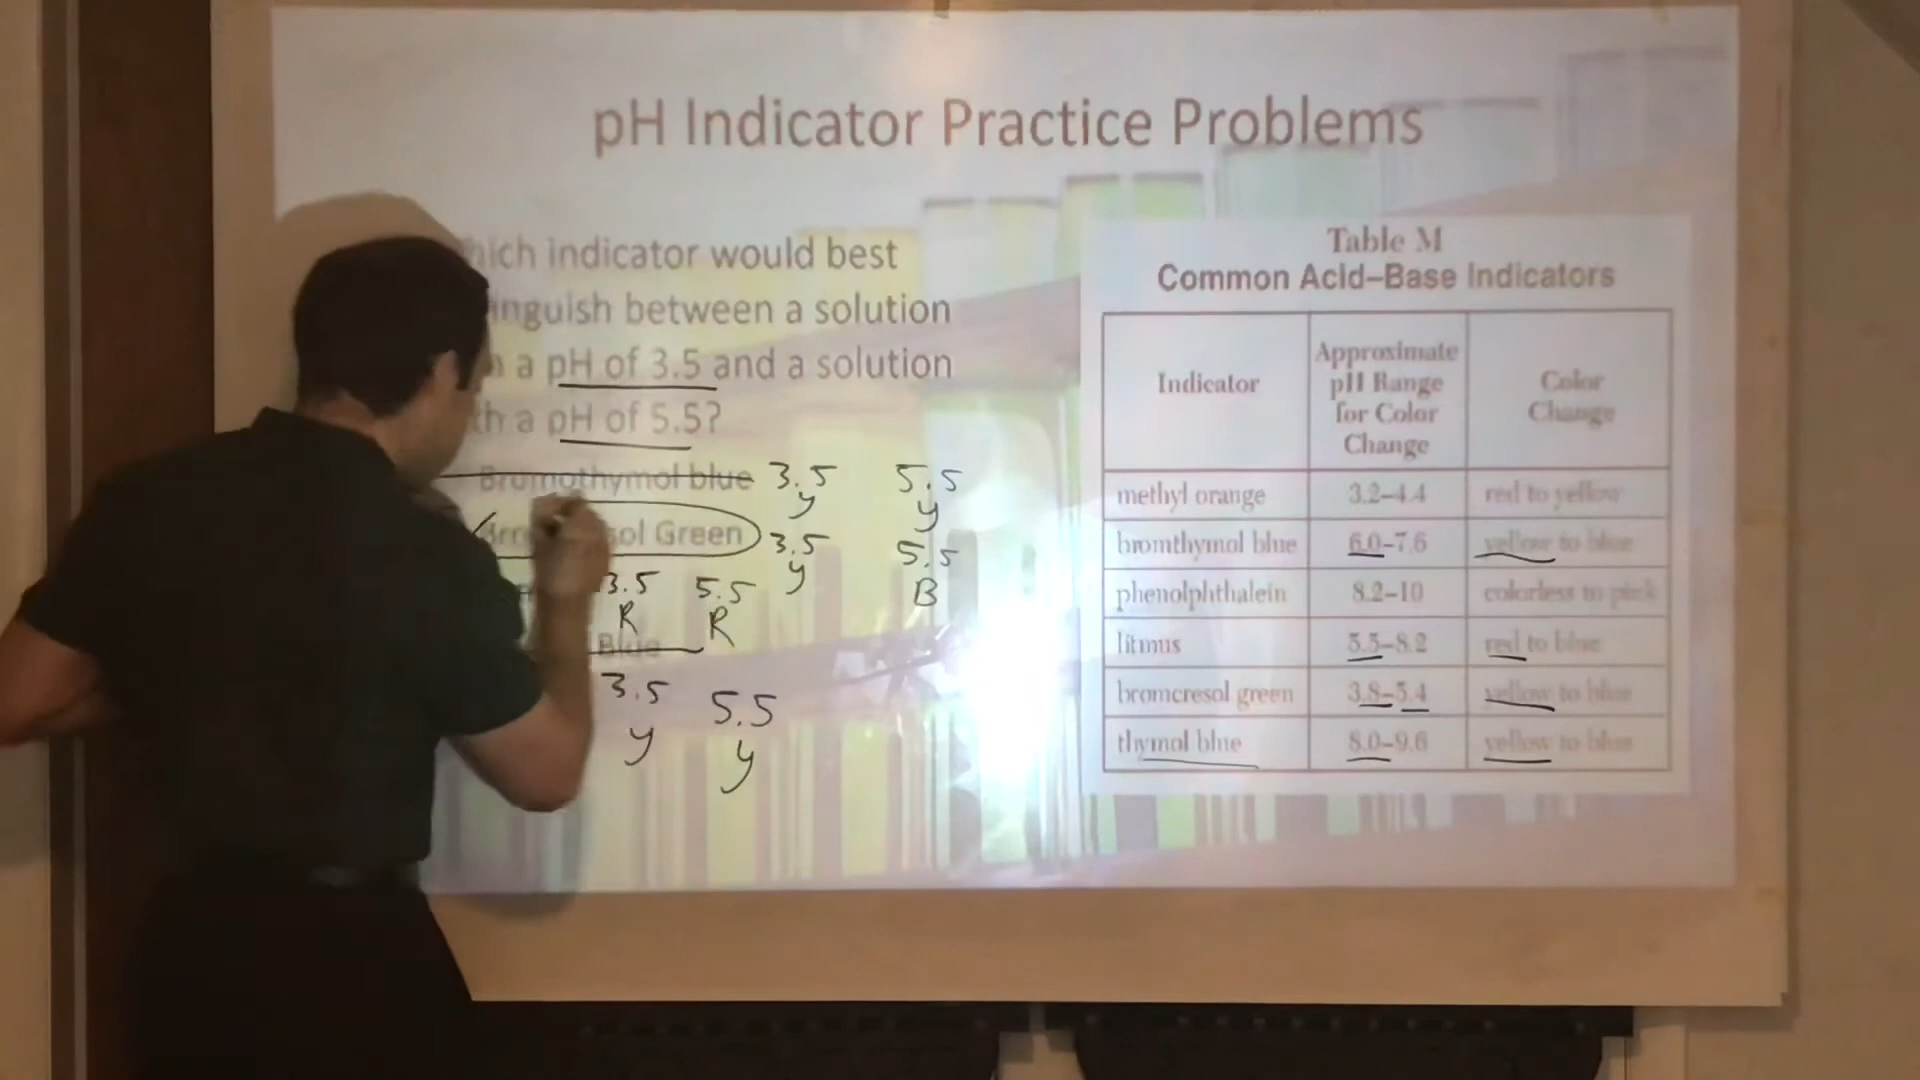 pH Indicator Practice Problems
hich indicator would best
inguish between a solution
a pH of 3.5 and a solution
th a pH of 5.5?
Bromothymol blue 3.5 5.5
y y
sol Green 3.5 5.5
y B
3.5 5.5
R R
Blue
3.5 5.5
y y
Table M
Common Acid–Base Indicators
Indicator Approximate pH Range for Color Change Color Change
methyl orange 3.2–4.4 red to yellow
bromthymol blue 6.0–7.6 yellow to blue
phenolphthalein 8.2–10 colorless to pink
litmus 5.5–8.2 red to blue
bromcresol green 3.8–5.4 yellow to blue
thymol blue 8.0–9.6 yellow to blue